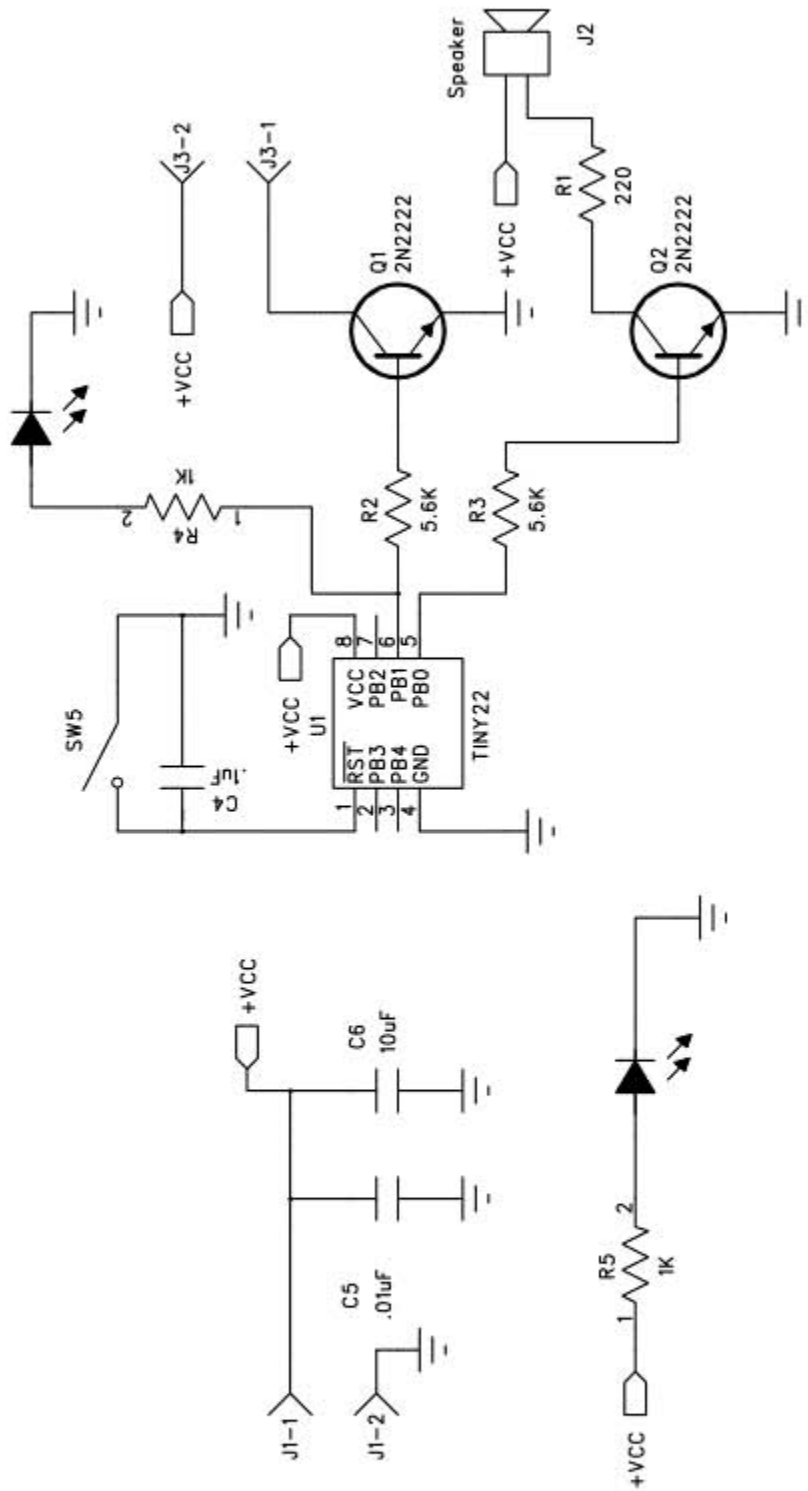 J1-1
J1-2
C5
.01uF
C6
10uF
+VCC
+VCC
1
R5
1K
2
SW5
C4
.1uF
+VCC
U1
1
2
3
4
RST
PB3
PB4
GND
VCC
PB2
PB1
PB0
8
7
6
5
TINY22
1
R4
1K
2
+VCC
J3-2
J3-1
R2
5.6K
R3
5.6K
Q1
2N2222
+VCC
Speaker
J2
R1
220
Q2
2N2222